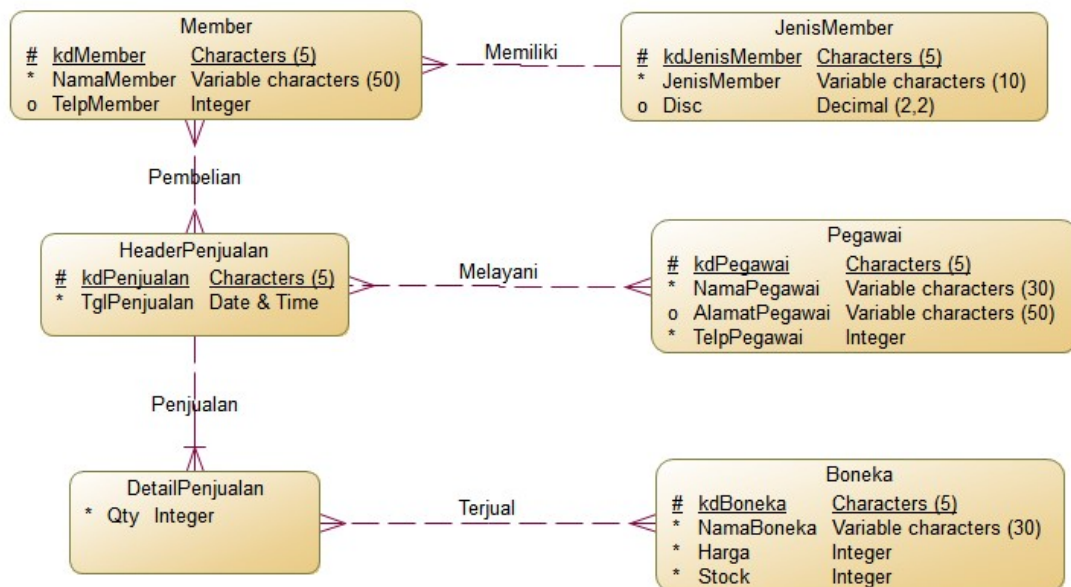 Member
# kdMember Characters (5)
* NamaMember Variable characters (50)
o TelpMember Integer
Memiliki
JenisMember
# kdJenisMember Characters (5)
* JenisMember Variable characters (10)
o Disc Decimal (2,2)
Pembelian
HeaderPenjualan
# kdPenjualan Characters (5)
* TglPenjualan Date & Time
Melayani
Pegawai
# kdPegawai Characters (5)
* NamaPegawai Variable characters (30)
o AlamatPegawai Variable characters (50)
* TelpPegawai Integer
Penjualan
DetailPenjualan
* Qty Integer
Terjual
Boneka
# kdBoneka Characters (5)
* NamaBoneka Variable characters (30)
* Harga Integer
* Stock Integer